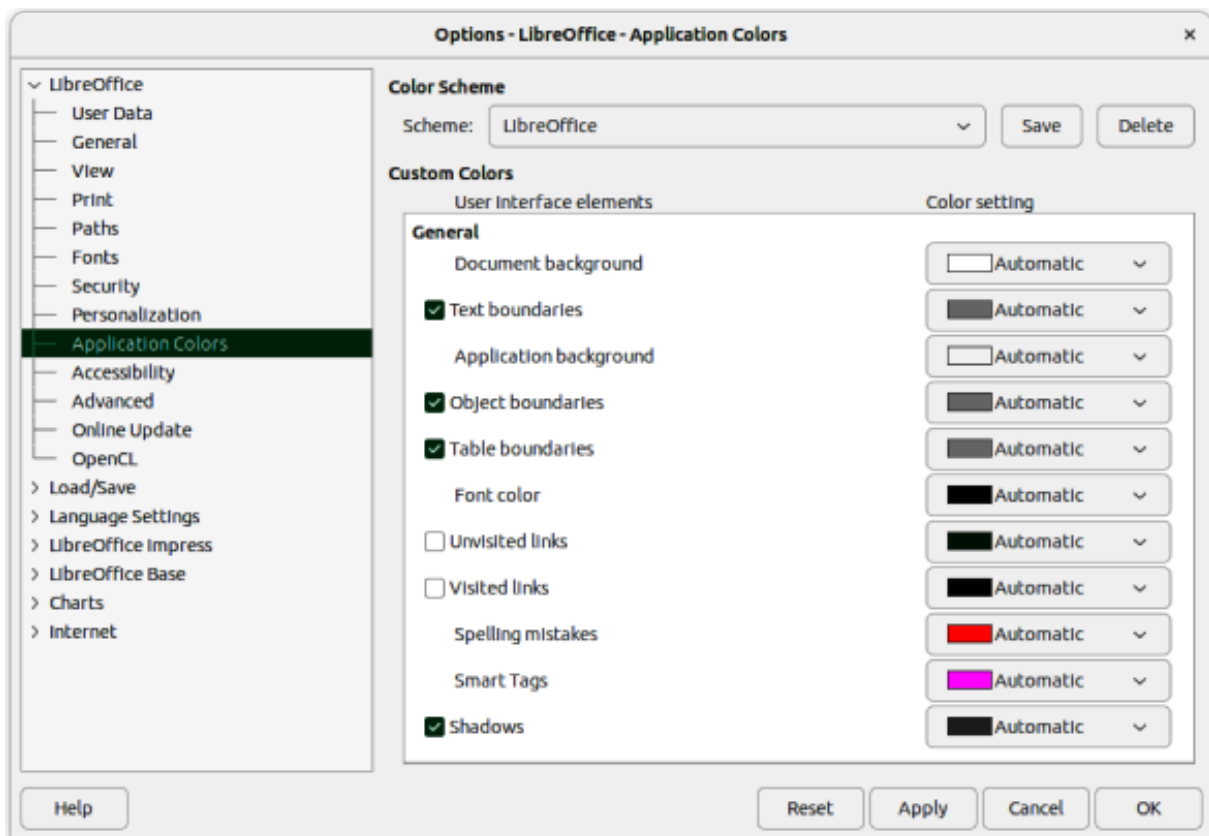 Options - LibreOffice - Application Colors
LibreOffice
User Data
General
View
Print
Paths
Fonts
Security
Personalization
Application Colors
Accessibility
Advanced
Online Update
OpenCL
Load/Save
Language Settings
LibreOffice Impress
LibreOffice Base
Charts
Internet
Color Scheme
Scheme: LibreOffice Save Delete
Custom Colors
User interface elements Color setting
General
Document background Automatic
Text boundaries Automatic
Application background Automatic
Object boundaries Automatic
Table boundaries Automatic
Font color Automatic
Unvisited links Automatic
Visited links Automatic
Spelling mistakes Automatic
Smart Tags Automatic
Shadows Automatic
Help Reset Apply Cancel OK